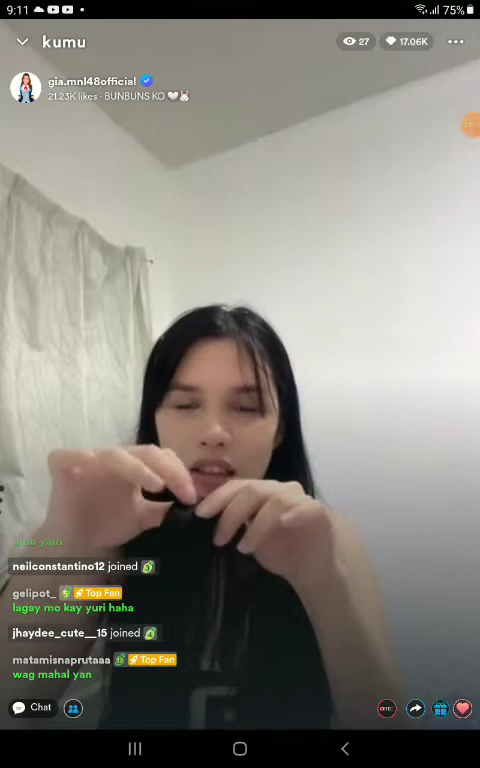 9:11
75%
kumu
27
17.06K
gia.mnl48official
21.23K likes · BUNBUNS KO
neilconstantino12 joined
gelipot_ Top Fan
lagay mo kay yuri haha
jhaydee_cute__15 joined
matamisnaprutaaa Top Fan
wag mahal yan
Chat